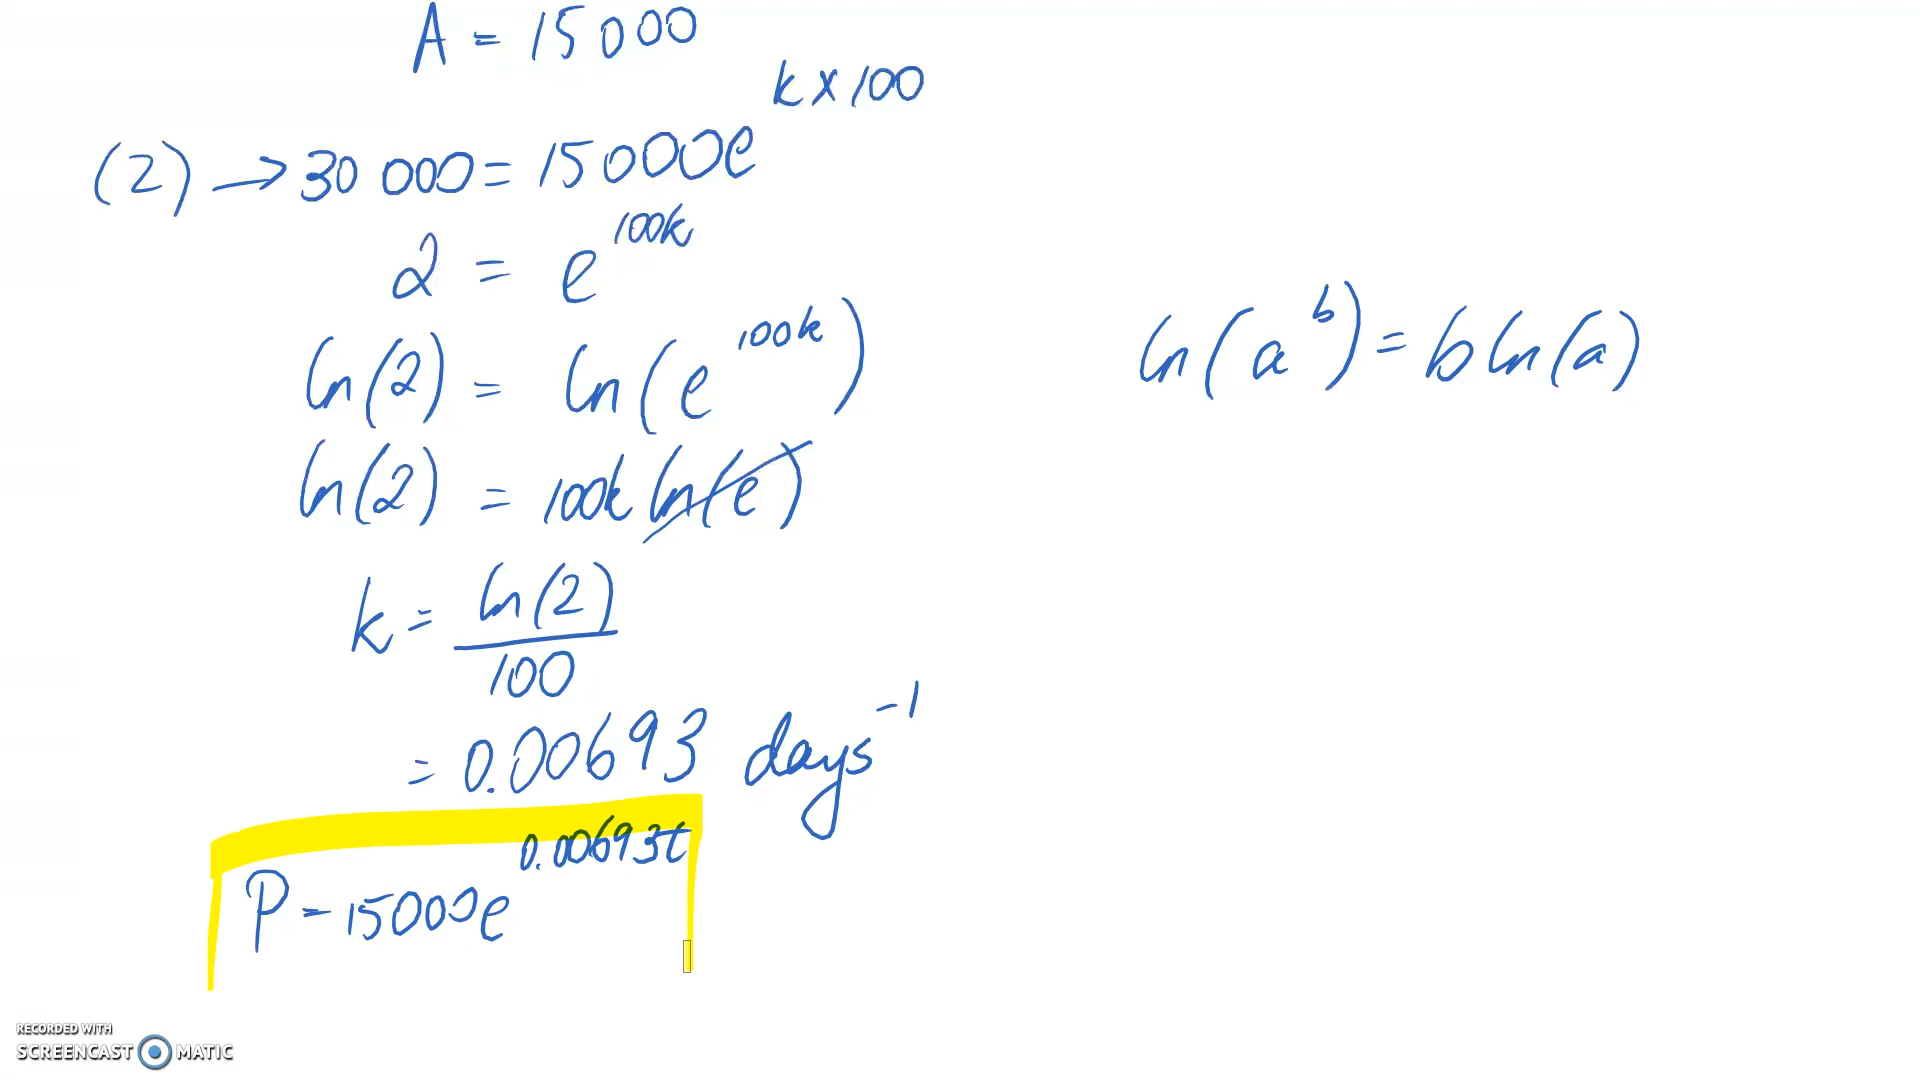 A = 15000
(2) → 30 000 = 15000e^{k×100}
2 = e^{100k}
ln(2) = ln(e^{100k})
ln(a^b) = b ln(a)
ln(2) = 100k ln(e)
k = ln(2)/100
= 0.00693 days^{-1}
P = 15000e^{0.00693t}
RECORDED WITH
SCREENCAST MATIC